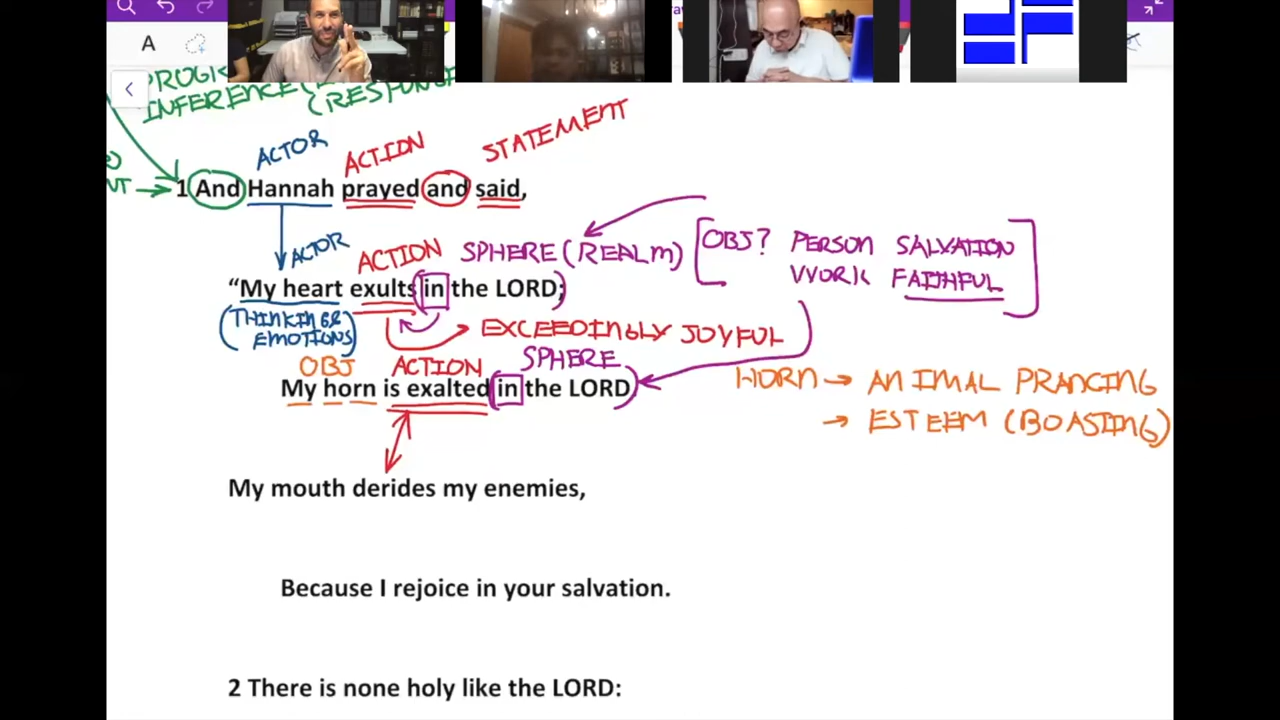 A
PROGR
INFERENCE (
(RESPONSE
ACTOR
ACTION
STATEMENT
1 And Hannah prayed and said,
ACTOR
ACTION
SPHERE (REALM)
OBJ? PERSON SALVATION
WORK FAITHFUL
“My heart exults in the LORD;
(THINKING &
EMOTIONS)
EXCEEDINGLY JOYFUL
OBJ
ACTION
SPHERE
My horn is exalted in the LORD
HORN → ANIMAL PRANCING
→ ESTEEM (BOASTING)
My mouth derides my enemies,
Because I rejoice in your salvation.
2 There is none holy like the LORD: